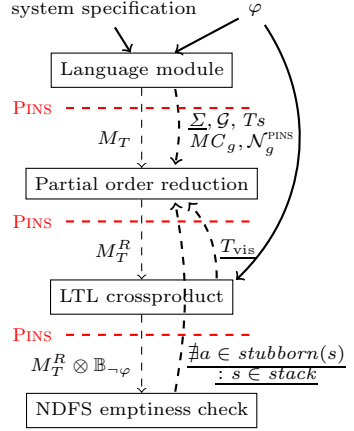 system specification φ
Language module
PINS
M_T
Σ, 𝒢, Ts
MC_g, 𝒩_g^PINS
Partial order reduction
PINS
M_T^R
T_vis
LTL crossproduct
PINS
M_T^R ⊗ 𝔹_¬φ
∄a ∈ stubborn(s)
: s ∈ stack
NDFS emptiness check